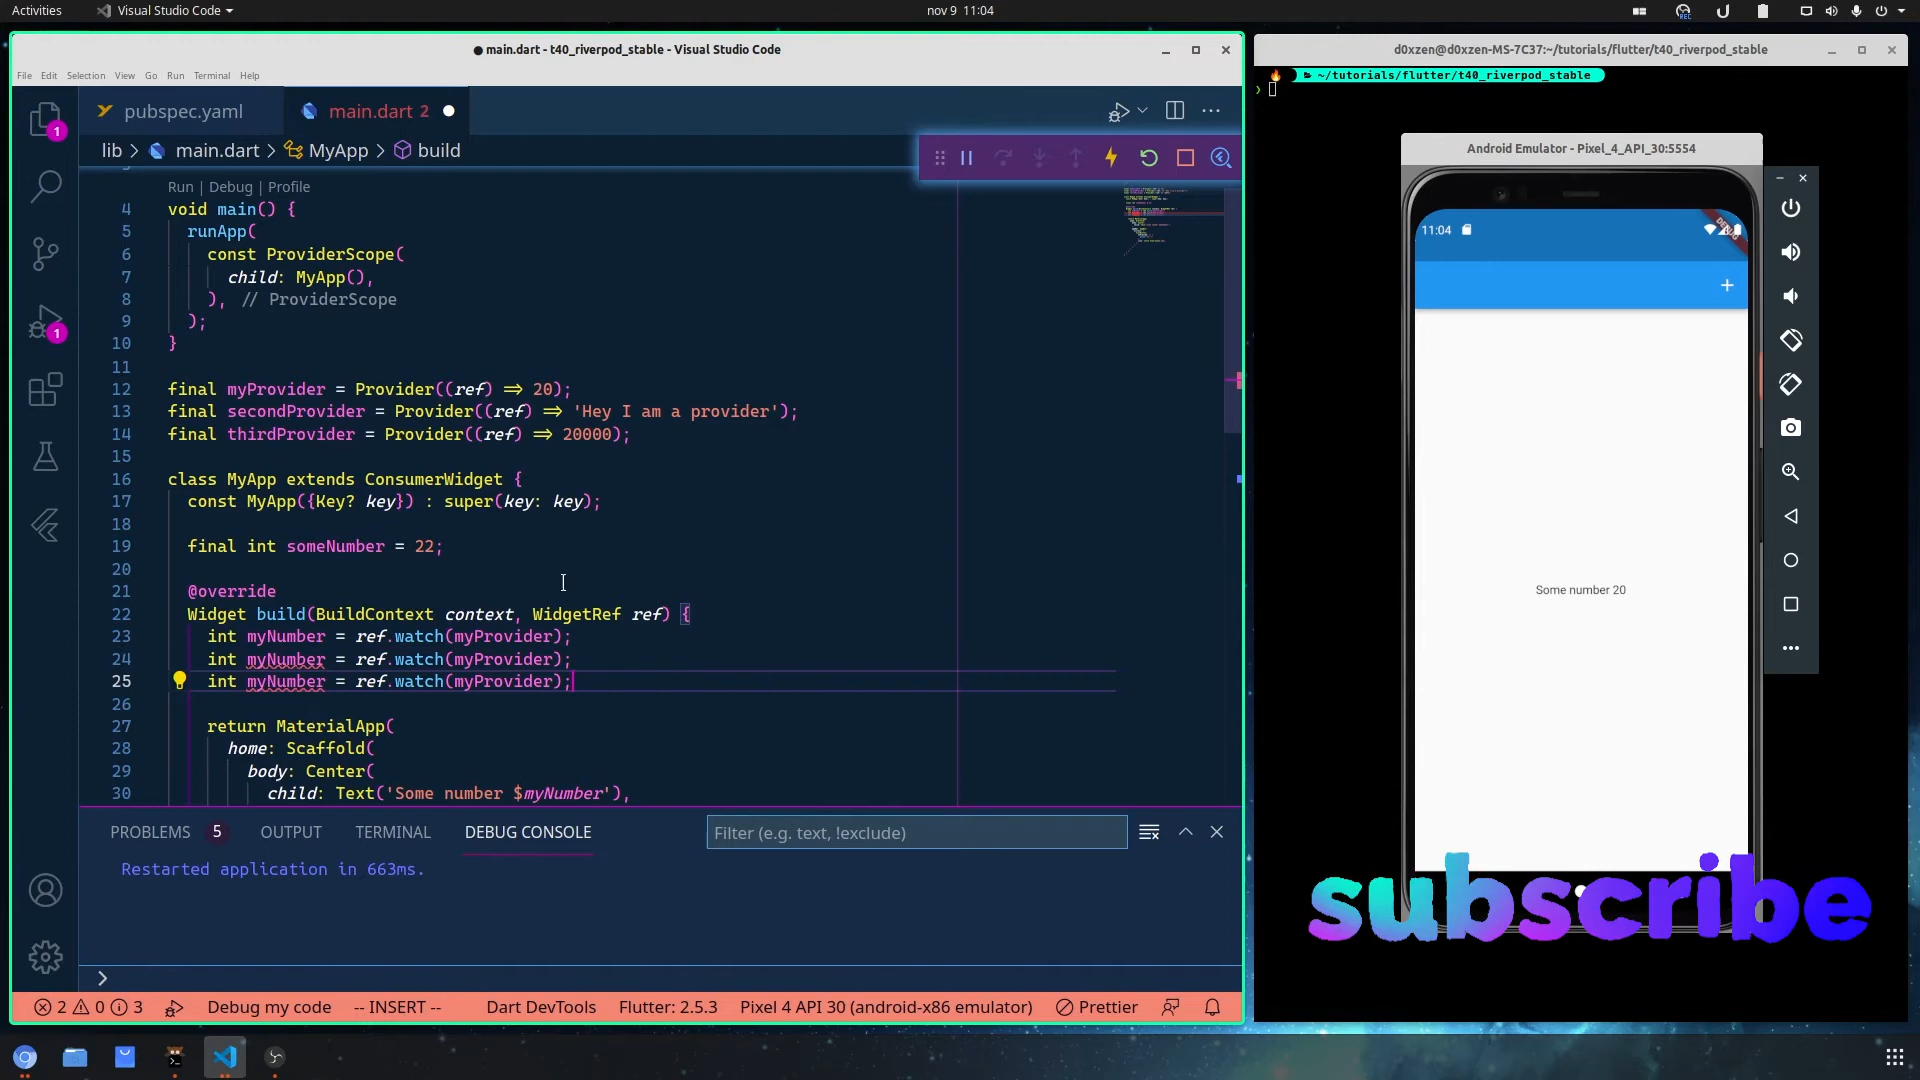 Activities
Visual Studio Code
nov 9 11:04
● main.dart - t40_riverpod_stable - Visual Studio Code
File Edit Selection View Go Run Terminal Help
1
pubspec.yaml
main.dart 2
lib > main.dart > MyApp > build
Run | Debug | Profile
4 void main() {
5 runApp(
6 const ProviderScope(
7 child: MyApp(),
8 ), // ProviderScope
9 );
10 }
11
12 final myProvider = Provider((ref) => 20);
13 final secondProvider = Provider((ref) => 'Hey I am a provider');
14 final thirdProvider = Provider((ref) => 20000);
15
16 class MyApp extends ConsumerWidget {
17 const MyApp({Key? key}) : super(key: key);
18
19 final int someNumber = 22;
20
21 @override
22 Widget build(BuildContext context, WidgetRef ref) {
23 int myNumber = ref.watch(myProvider);
24 int myNumber = ref.watch(myProvider);
25 int myNumber = ref.watch(myProvider);
26
27 return MaterialApp(
28 home: Scaffold(
29 body: Center(
30 child: Text('Some number $myNumber'),
1
PROBLEMS 5 OUTPUT TERMINAL DEBUG CONSOLE
Filter (e.g. text, !exclude)
Restarted application in 663ms.
2 0 3 Debug my code -- INSERT -- Dart DevTools Flutter: 2.5.3 Pixel 4 API 30 (android-x86 emulator) Prettier
d0xzen@d0xzen-MS-7C37:~/tutorials/flutter/t40_riverpod_stable
~/tutorials/flutter/t40_riverpod_stable
Android Emulator - Pixel_4_API_30:5554
11:04
DEBUG
Some number 20
subscribe